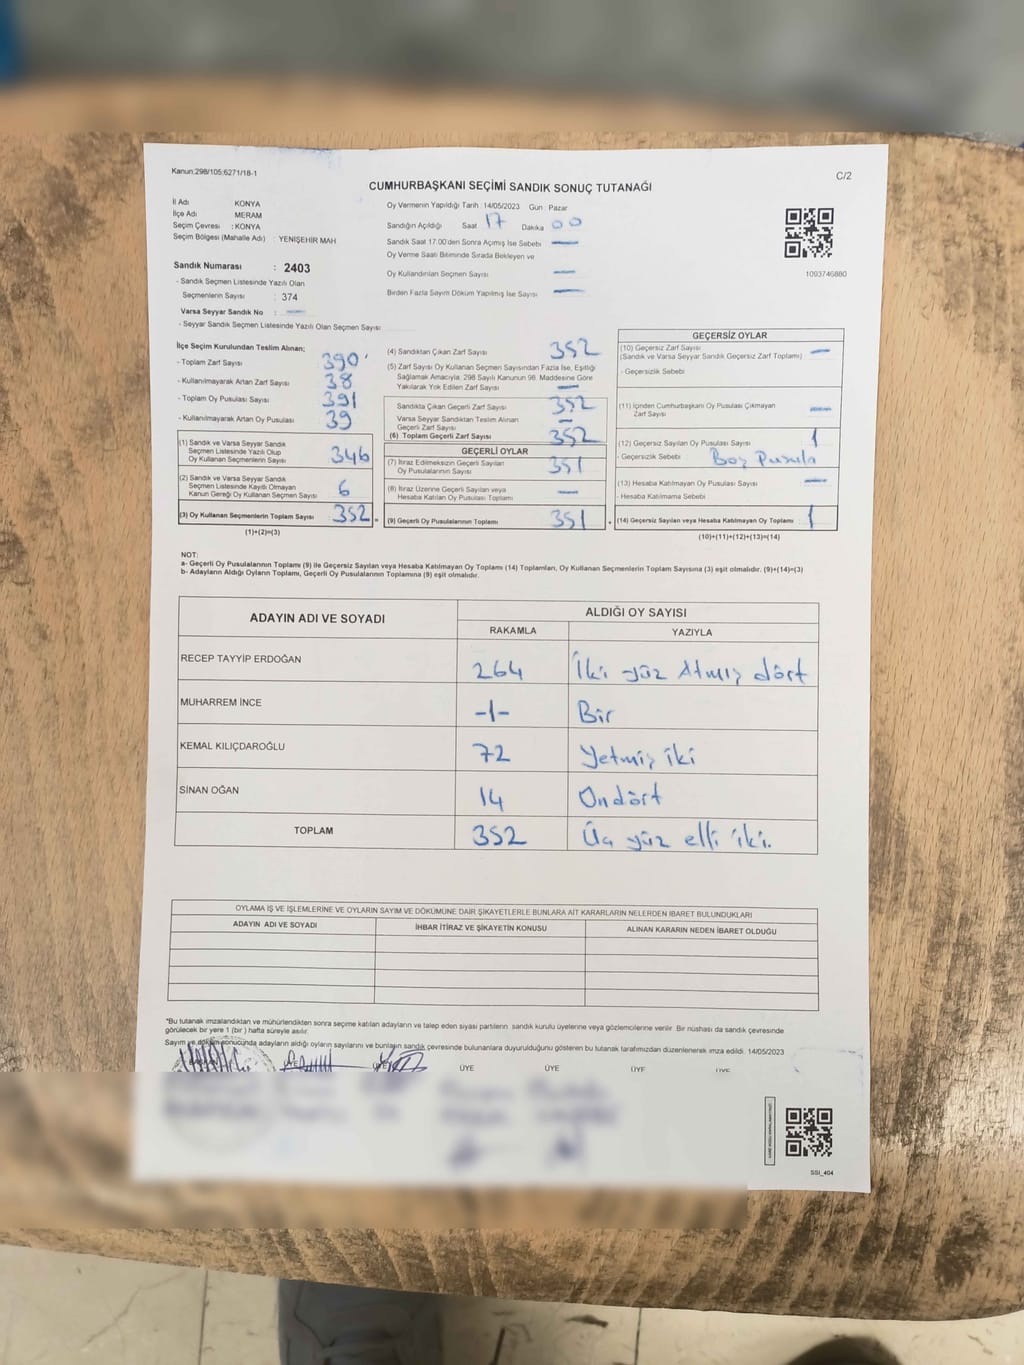 Kanun:298/105;6271/18-1
C/2
CUMHURBAŞKANI SEÇİMİ SANDIK SONUÇ TUTANAĞI
İl Adı KONYA
İlçe Adı MERAM
Seçim Çevresi : KONYA
Seçim Bölgesi (Mahalle Adı) : YENİŞEHİR MAH
Sandık Numarası : 2403
- Sandık Seçmen Listesinde Yazılı Olan
Seçmenlerin Sayısı : 374
Varsa Seyyar Sandık No : —
- Seyyar Sandık Seçmen Listesinde Yazılı Olan Seçmen Sayısı
Oy Vermenin Yapıldığı Tarih :14/05/2023 Gün Pazar
Sandığın Açıldığı Saat 17 Dakika 00
Sandık Saat 17.00'den Sonra Açımış İse Sebebi —
Oy Verme Saati Bitiminde Sırada Bekleyen ve
Oy Kullandırılan Seçmen Sayısı —
Birden Fazla Sayım Döküm Yapılmış İse Sayısı —
1093746880
İlçe Seçim Kurulundan Teslim Alınan;
- Toplam Zarf Sayısı 390
- Kullanılmayarak Artan Zarf Sayısı 38
- Toplam Oy Pusulası Sayısı 391
- Kullanılmayarak Artan Oy Pusulası 39
(1) Sandık ve Varsa Seyyar Sandık
Seçmen Listesinde Yazılı Olup
Oy Kullanan Seçmenlerin Sayısı 346
(2) Sandık ve Varsa Seyyar Sandık
Seçmen Listesinde Kayıtlı Olmayan
Kanun Gereği Oy Kullanan Seçmen Sayısı 6
(3) Oy Kullanan Seçmenlerin Toplam Sayısı 352 =
(1)+(2)=(3)
(4) Sandıktan Çıkan Zarf Sayısı 352
(5) Zarf Sayısı Oy Kullanan Seçmen Sayısından Fazla İse, Eşitliği
Sağlamak Amacıyla, 298 Sayılı Kanunun 98. Maddesine Göre
Yakılarak Yok Edilen Zarf Sayısı —
Sandıkta Çıkan Geçerli Zarf Sayısı 352
Varsa Seyyar Sandıktan Teslim Alınan
Geçerli Zarf Sayısı —
(6) Toplam Geçerli Zarf Sayısı 352
GEÇERLİ OYLAR
(7) İtiraz Edilmeksizin Geçerli Sayılan
Oy Pusulalarının Sayısı 351
(8) İtiraz Üzerine Geçerli Sayılan veya
Hesaba Katılan Oy Pusulası Toplamı —
(9) Geçerli Oy Pusulalarının Toplamı 351 +
GEÇERSİZ OYLAR
(10) Geçersiz Zarf Sayısı —
(Sandık ve Varsa Seyyar Sandık Geçersiz Zarf Toplamı)
- Geçersizlik Sebebi
(11) İçinden Cumhurbaşkanı Oy Pusulası Çıkmayan
Zarf Sayısı —
(12) Geçersiz Sayılan Oy Pusulası Sayısı 1
- Geçersizlik Sebebi Boş Pusula
(13) Hesaba Katılmayan Oy Pusulası Sayısı —
- Hesaba Katılmama Sebebi
(14) Geçersiz Sayılan veya Hesaba Katılmayan Oy Toplamı 1
(10)+(11)+(12)+(13)=(14)
NOT:
a- Geçerli Oy Pusulalarının Toplamı (9) ile Geçersiz Sayılan veya Hesaba Katılmayan Oy Toplamı (14) Toplamları, Oy Kullanan Seçmenlerin Toplam Sayısına (3) eşit olmalıdır. (9)+(14)=(3)
b- Adayların Aldığı Oyların Toplamı, Geçerli Oy Pusulalarının Toplamına (9) eşit olmalıdır.
ADAYIN ADI VE SOYADI ALDIĞI OY SAYISI
RAKAMLA YAZIYLA
RECEP TAYYİP ERDOĞAN 264 İki yüz Atmış dört
MUHARREM İNCE -1- Bir
KEMAL KILIÇDAROĞLU 72 Yetmiş iki
SİNAN OĞAN 14 Ondört
TOPLAM 352 Üç yüz elli iki.
OYLAMA İŞ VE İŞLEMLERİNE VE OYLARIN SAYIM VE DÖKÜMÜNE DAİR ŞİKAYETLERLE BUNLARA AİT KARARLARIN NELERDEN İBARET BULUNDUKLARI
ADAYIN ADI VE SOYADI İHBAR İTİRAZ VE ŞİKAYETİN KONUSU ALINAN KARARIN NEDEN İBARET OLDUĞU
*Bu tutanak imzalandıktan ve mühürlendikten sonra seçime katılan adayların ve talep eden siyasi partilerin sandık kurulu üyelerine veya gözlemcilerine verilir. Bir nüshası da sandık çevresinde
görülecek bir yere 1 (bir ) hafta süreyle asılır.
Sayım ve döküm sonucunda adayların aldığı oyların sayılarını ve bunların sandık çevresinde bulunanlara duyurulduğunu gösteren bu tutanak tarafımızdan düzenlenerek imza edildi. 14/05/2023
BAŞKAN ÜYE ÜYE ÜYE ÜYE ÜYE ÜYE
SSI_404